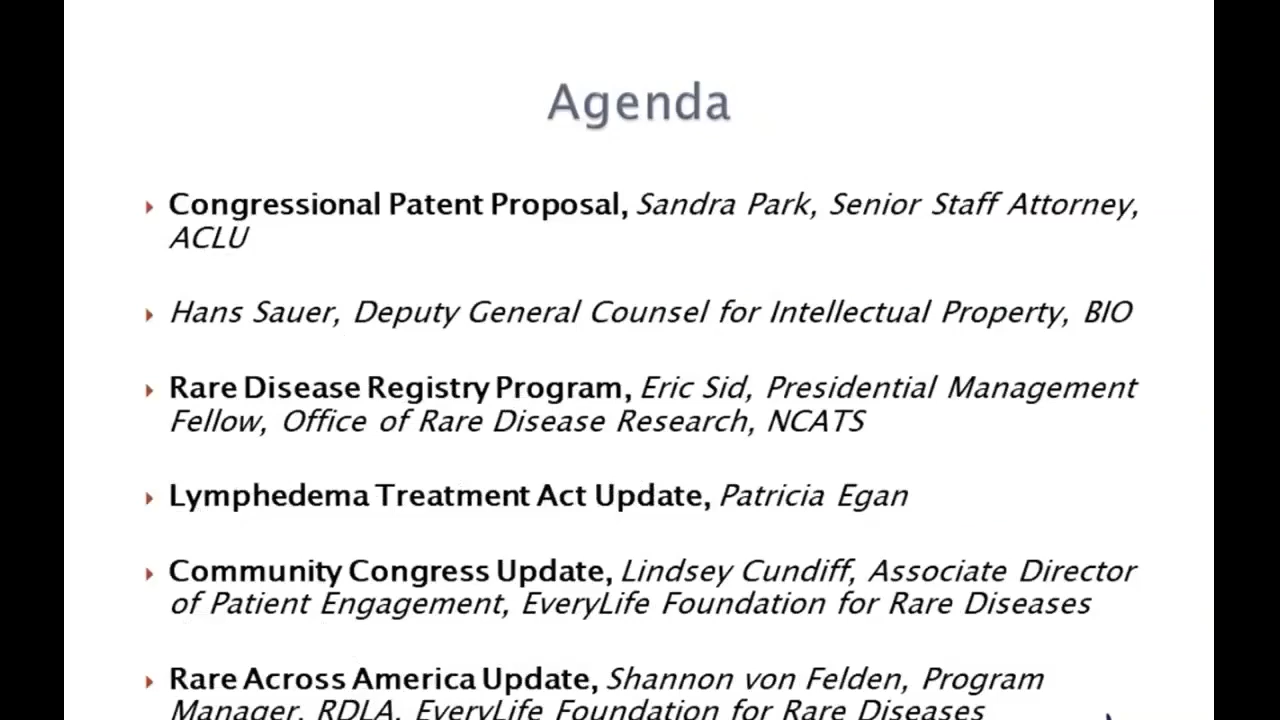 Agenda
Congressional Patent Proposal, Sandra Park, Senior Staff Attorney,
ACLU
Hans Sauer, Deputy General Counsel for Intellectual Property, BIO
Rare Disease Registry Program, Eric Sid, Presidential Management
Fellow, Office of Rare Disease Research, NCATS
Lymphedema Treatment Act Update, Patricia Egan
Community Congress Update, Lindsey Cundiff, Associate Director
of Patient Engagement, EveryLife Foundation for Rare Diseases
Rare Across America Update, Shannon von Felden, Program
Manager, RDLA, EveryLife Foundation for Rare Diseases